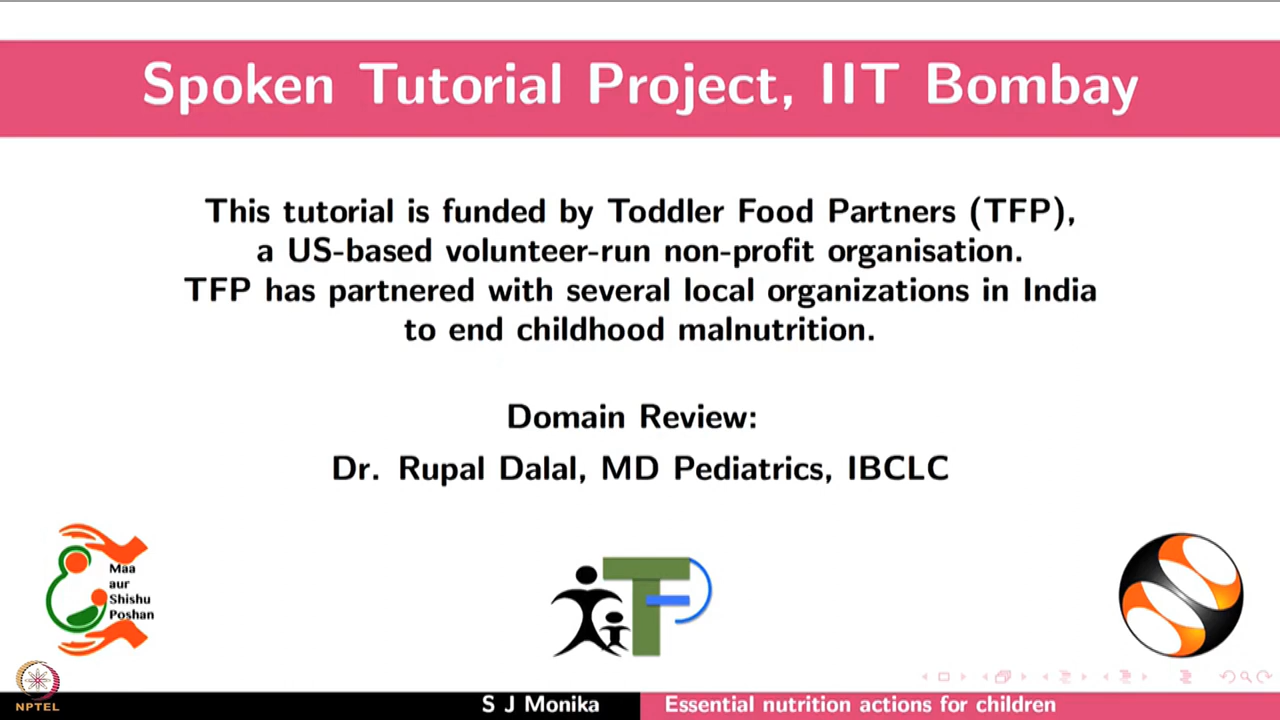 Spoken Tutorial Project, IIT Bombay
This tutorial is funded by Toddler Food Partners (TFP),
a US-based volunteer-run non-profit organisation.
TFP has partnered with several local organizations in India
to end childhood malnutrition.
Domain Review:
Dr. Rupal Dalal, MD Pediatrics, IBCLC
Maa
aur
Shishu
Poshan
TFP
NPTEL
S J Monika
Essential nutrition actions for children